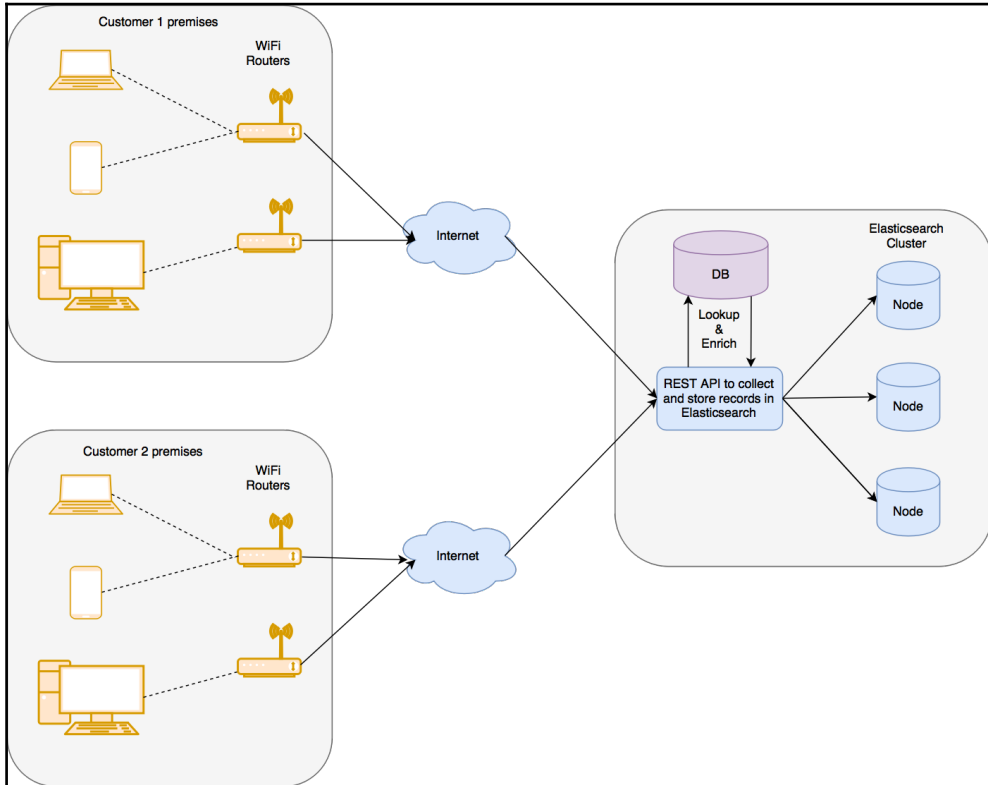 Customer 1 premises
WiFi
Routers
Internet
Customer 2 premises
WiFi
Routers
Internet
Elasticsearch
Cluster
DB
Lookup
&
Enrich
REST API to collect
and store records in
Elasticsearch
Node
Node
Node